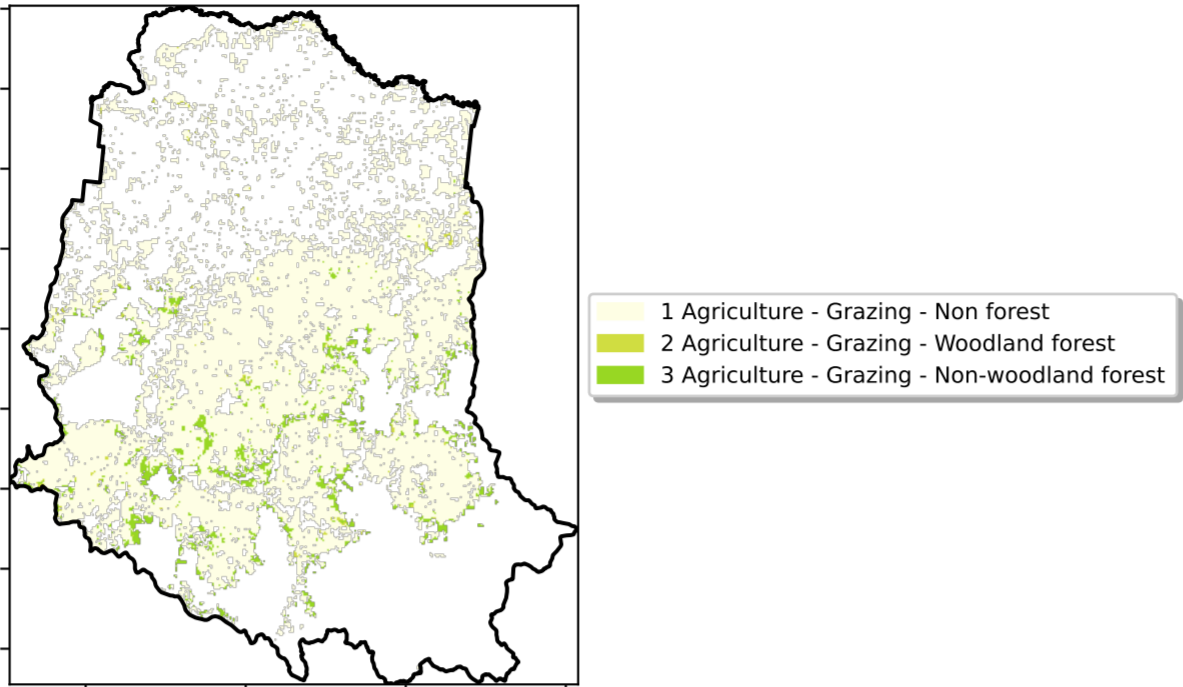 1 Agriculture - Grazing - Non forest
2 Agriculture - Grazing - Woodland forest
3 Agriculture - Grazing - Non-woodland forest